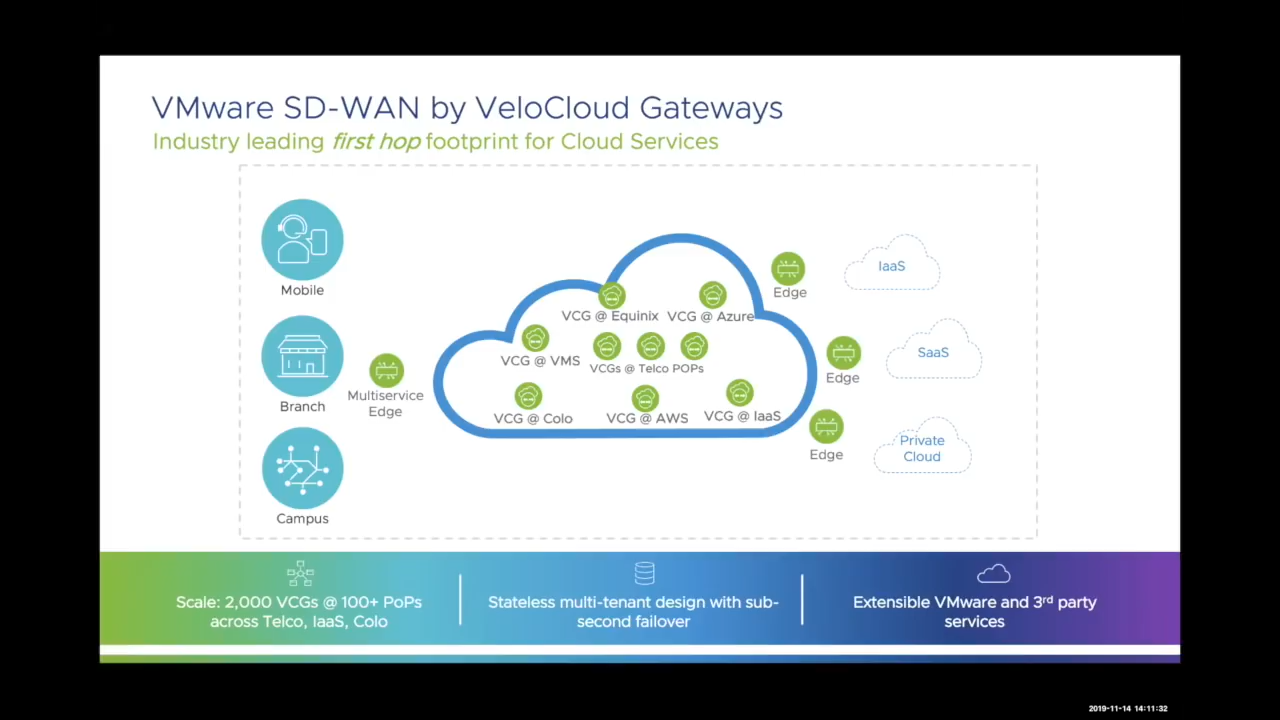 VMware SD-WAN by VeloCloud Gateways
Industry leading first hop footprint for Cloud Services
Mobile
Branch
Campus
Multiservice
Edge
VCG @ Equinix
VCG @ Azure
VCG @ VMS
VCGs @ Telco POPs
VCG @ Colo
VCG @ AWS
VCG @ IaaS
Edge
IaaS
Edge
SaaS
Edge
Private
Cloud
Scale: 2,000 VCGs @ 100+ PoPs
across Telco, IaaS, Colo
Stateless multi-tenant design with sub-
second failover
Extensible VMware and 3rd party
services
2019-11-14 14:11:32